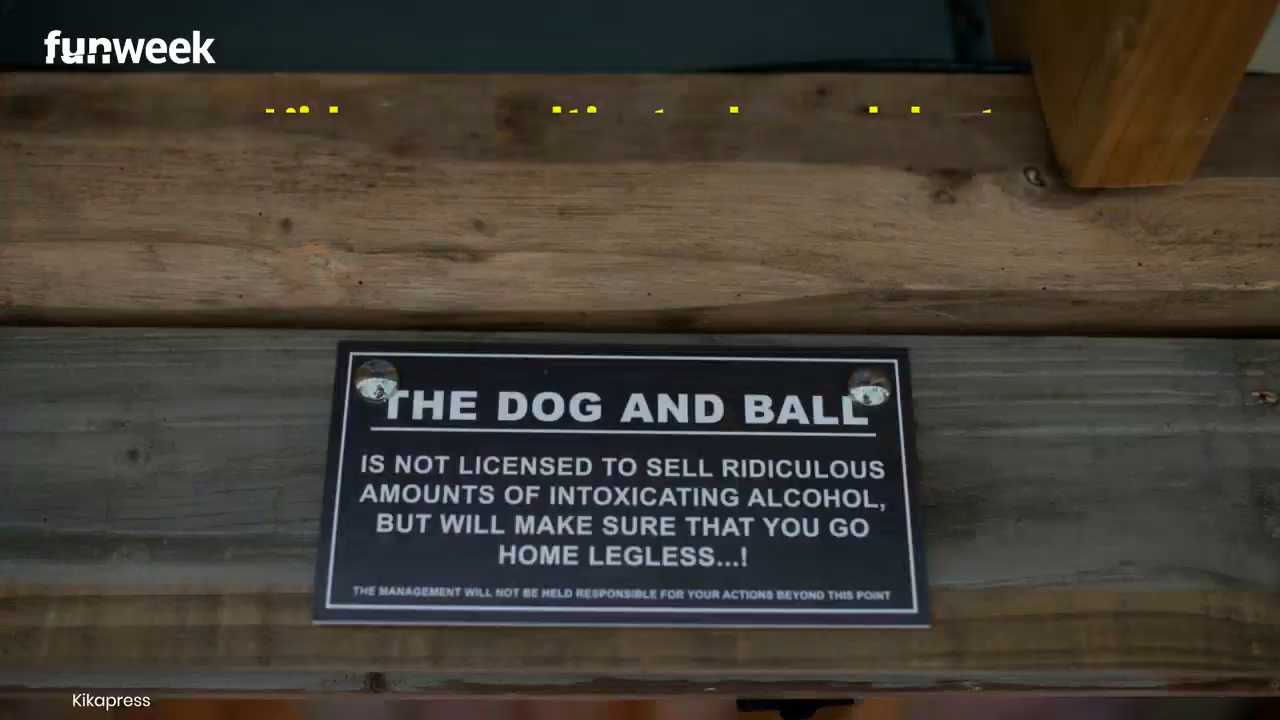 funweek
THE DOG AND BALL
IS NOT LICENSED TO SELL RIDICULOUS
AMOUNTS OF INTOXICATING ALCOHOL,
BUT WILL MAKE SURE THAT YOU GO
HOME LEGLESS...!
THE MANAGEMENT WILL NOT BE HELD RESPONSIBLE FOR YOUR ACTIONS BEYOND THIS POINT
Kikapress